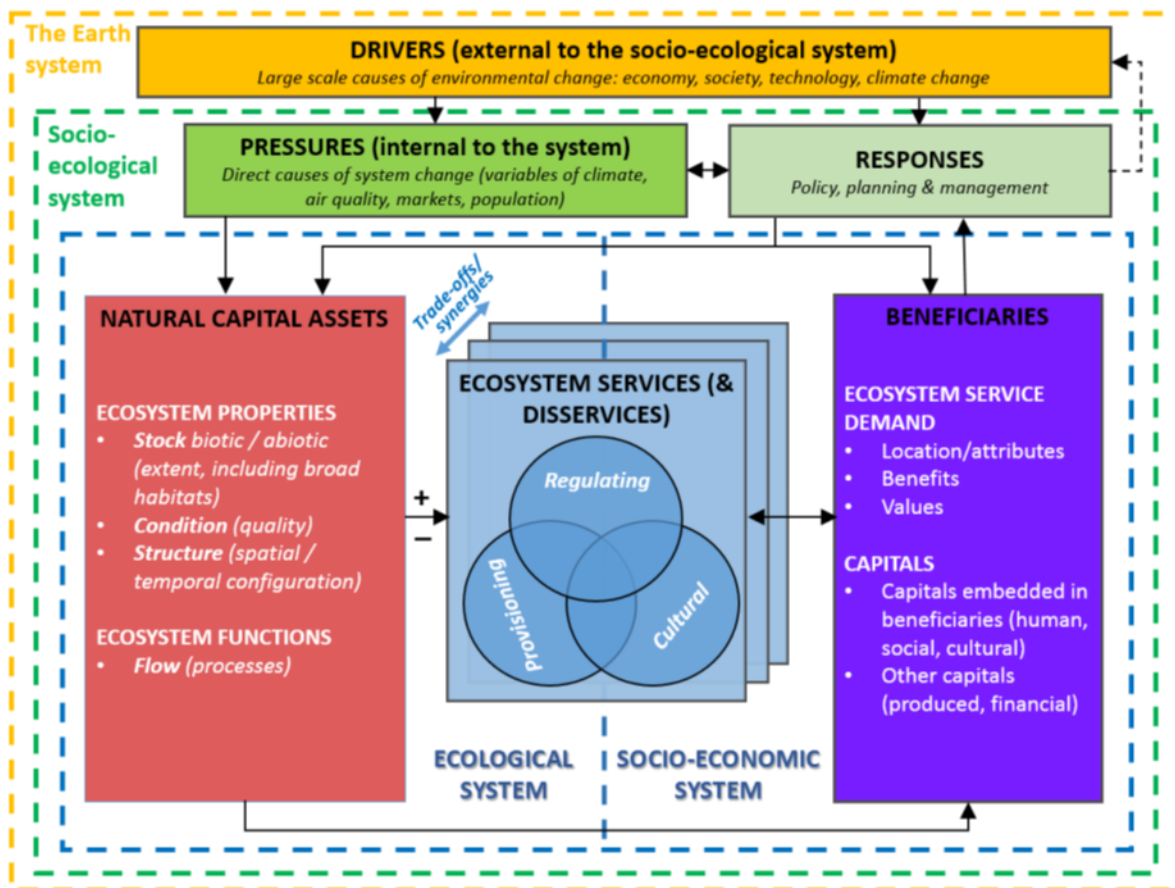 The Earth
system
DRIVERS (external to the socio-ecological system)
Large scale causes of environmental change: economy, society, technology, climate change
Socio-
ecological
system
PRESSURES (internal to the system)
Direct causes of system change (variables of climate,
air quality, markets, population)
RESPONSES
Policy, planning & management
Trade-offs/
synergies
NATURAL CAPITAL ASSETS
ECOSYSTEM PROPERTIES
• Stock biotic / abiotic
(extent, including broad
habitats)
• Condition (quality)
• Structure (spatial /
temporal configuration)
ECOSYSTEM FUNCTIONS
• Flow (processes)
+
−
ECOSYSTEM SERVICES (&
DISSERVICES)
Regulating
Provisioning
Cultural
ECOLOGICAL
SYSTEM
SOCIO-ECONOMIC
SYSTEM
BENEFICIARIES
ECOSYSTEM SERVICE
DEMAND
• Location/attributes
• Benefits
• Values
CAPITALS
• Capitals embedded in
beneficiaries (human,
social, cultural)
• Other capitals
(produced, financial)